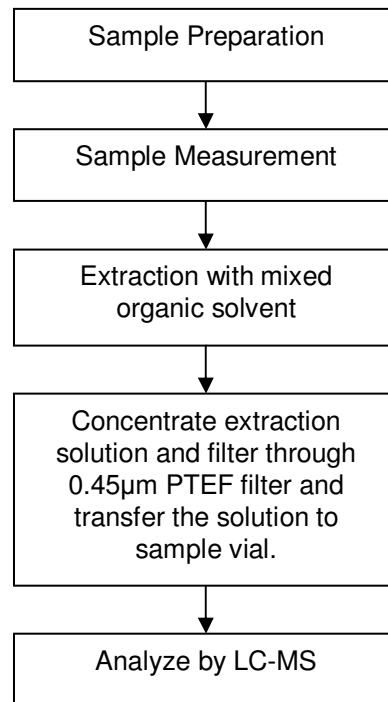 Sample Preparation
Sample Measurement
Extraction with mixed
organic solvent
Concentrate extraction
solution and filter through
0.45µm PTEF filter and
transfer the solution to
sample vial.
Analyze by LC-MS